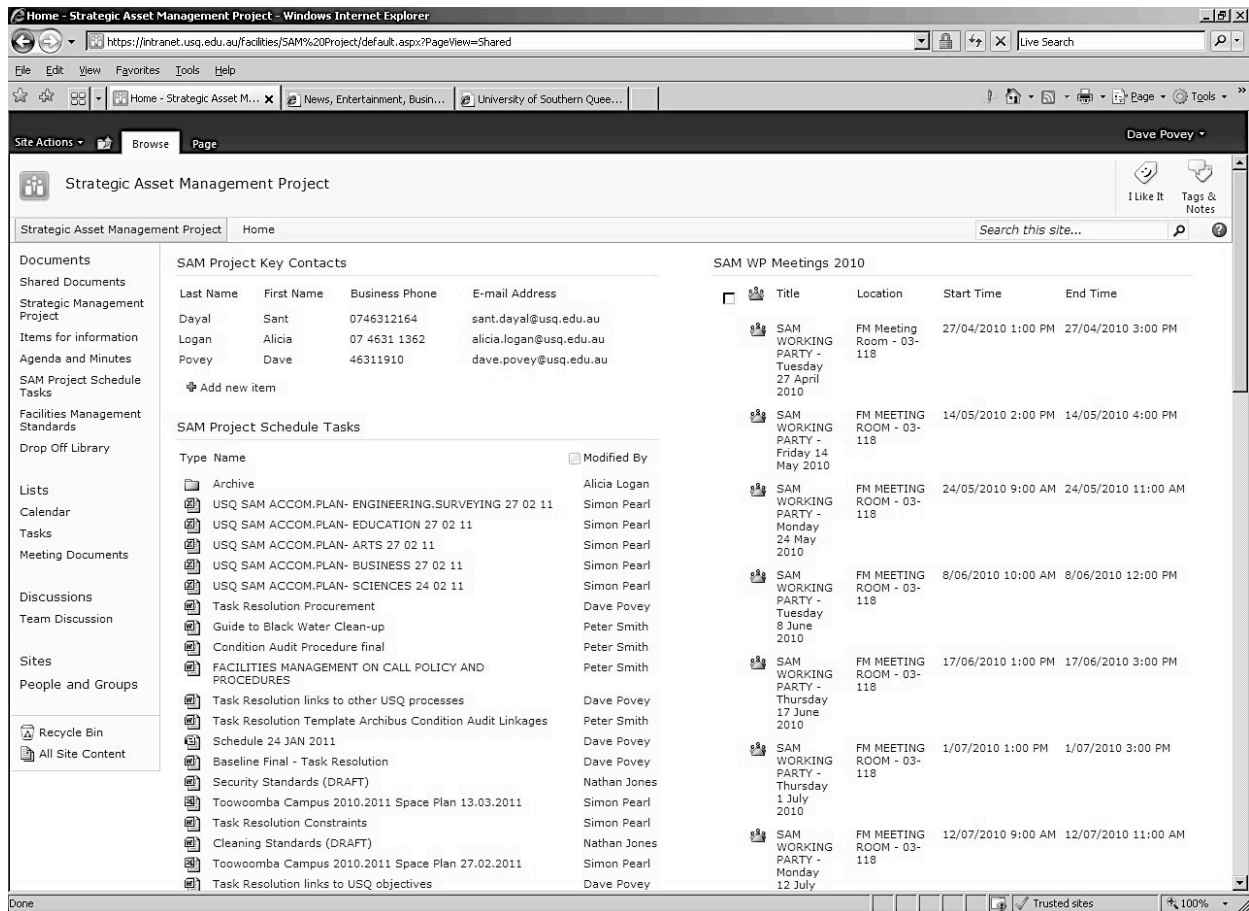 Home - Strategic Asset Management Project - Windows Internet Explorer
https://intranet.usq.edu.au/facilities/SAM%20Project/default.aspx?PageView=Shared
Live Search
File Edit View Favorites Tools Help
Home - Strategic Asset M...
News, Entertainment, Busin...
University of Southern Quee...
Page
Tools
Site Actions
Browse
Page
Dave Povey
Strategic Asset Management Project
I Like It
Tags &
Notes
Strategic Asset Management Project
Home
Search this site...
Documents
Shared Documents
Strategic Management
Project
Items for information
Agenda and Minutes
SAM Project Schedule
Tasks
Facilities Management
Standards
Drop Off Library
Lists
Calendar
Tasks
Meeting Documents
Discussions
Team Discussion
Sites
People and Groups
Recycle Bin
All Site Content
SAM Project Key Contacts
Last Name First Name Business Phone E-mail Address
Dayal Sant 0746312164 sant.dayal@usq.edu.au
Logan Alicia 07 4631 1362 alicia.logan@usq.edu.au
Povey Dave 46311910 dave.povey@usq.edu.au
Add new item
SAM Project Schedule Tasks
Type Name Modified By
Archive Alicia Logan
USQ SAM ACCOM.PLAN- ENGINEERING.SURVEYING 27 02 11 Simon Pearl
USQ SAM ACCOM.PLAN- EDUCATION 27 02 11 Simon Pearl
USQ SAM ACCOM.PLAN- ARTS 27 02 11 Simon Pearl
USQ SAM ACCOM.PLAN- BUSINESS 27 02 11 Simon Pearl
USQ SAM ACCOM.PLAN- SCIENCES 24 02 11 Simon Pearl
Task Resolution Procurement Dave Povey
Guide to Black Water Clean-up Peter Smith
Condition Audit Procedure final Peter Smith
FACILITIES MANAGEMENT ON CALL POLICY AND Peter Smith
PROCEDURES
Task Resolution links to other USQ processes Dave Povey
Task Resolution Template Archibus Condition Audit Linkages Peter Smith
Schedule 24 JAN 2011 Dave Povey
Baseline Final - Task Resolution Dave Povey
Security Standards (DRAFT) Nathan Jones
Toowoomba Campus 2010.2011 Space Plan 13.03.2011 Simon Pearl
Task Resolution Constraints Simon Pearl
Cleaning Standards (DRAFT) Nathan Jones
Toowoomba Campus 2010.2011 Space Plan 27.02.2011 Simon Pearl
Task Resolution links to USQ objectives Dave Povey
SAM WP Meetings 2010
Title Location Start Time End Time
SAM FM Meeting 27/04/2010 1:00 PM 27/04/2010 3:00 PM
WORKING Room - 03-
PARTY - 118
Tuesday
27 April
2010
SAM FM MEETING 14/05/2010 2:00 PM 14/05/2010 4:00 PM
WORKING ROOM - 03-
PARTY - 118
Friday 14
May 2010
SAM FM MEETING 24/05/2010 9:00 AM 24/05/2010 11:00 AM
WORKING ROOM - 03-
PARTY - 118
Monday
24 May
2010
SAM FM MEETING 8/06/2010 10:00 AM 8/06/2010 12:00 PM
WORKING ROOM - 03-
PARTY - 118
Tuesday
8 June
2010
SAM FM MEETING 17/06/2010 1:00 PM 17/06/2010 3:00 PM
WORKING ROOM - 03-
PARTY - 118
Thursday
17 June
2010
SAM FM MEETING 1/07/2010 1:00 PM 1/07/2010 3:00 PM
WORKING ROOM - 03-
PARTY - 118
Thursday
1 July
2010
SAM FM MEETING 12/07/2010 9:00 AM 12/07/2010 11:00 AM
WORKING ROOM - 03-
PARTY - 118
Monday
12 July
Done
Trusted sites
100%